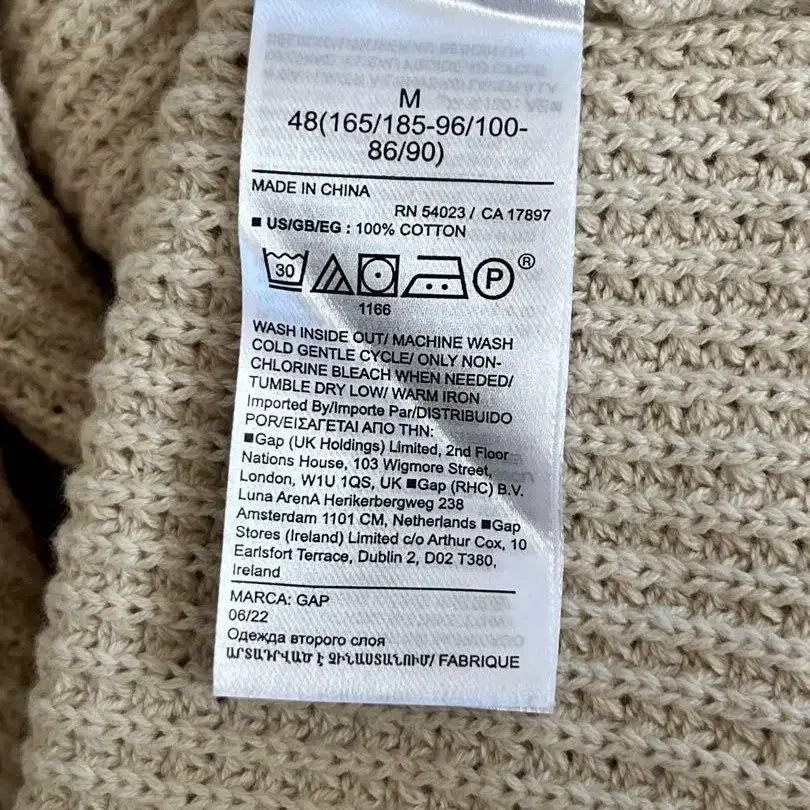 M
48(165/185-96/100-
86/90)
MADE IN CHINA
RN 54023 / CA 17897
■ US/GB/EG : 100% COTTON
30 P ®
1166
WASH INSIDE OUT/ MACHINE WASH
COLD GENTLE CYCLE/ ONLY NON-
CHLORINE BLEACH WHEN NEEDED/
TUMBLE DRY LOW/ WARM IRON
Imported By/Importe Par/DISTRIBUIDO
POR/ΕΙΣΑΓΕΤΑΙ ΑΠΟ ΤΗΝ:
■Gap (UK Holdings) Limited, 2nd Floor
Nations House, 103 Wigmore Street,
London, W1U 1QS, UK ■Gap (RHC) B.V.
Luna ArenA Herikerbergweg 238
Amsterdam 1101 CM, Netherlands ■Gap
Stores (Ireland) Limited c/o Arthur Cox, 10
Earlsfort Terrace, Dublin 2, D02 T380,
Ireland
MARCA: GAP
06/22
Одежда второго слоя
ԱՐՏԱԴՐՎԱԾ Է ՉԻՆԱՍՏԱՆՈՒՄ/ FABRIQUE